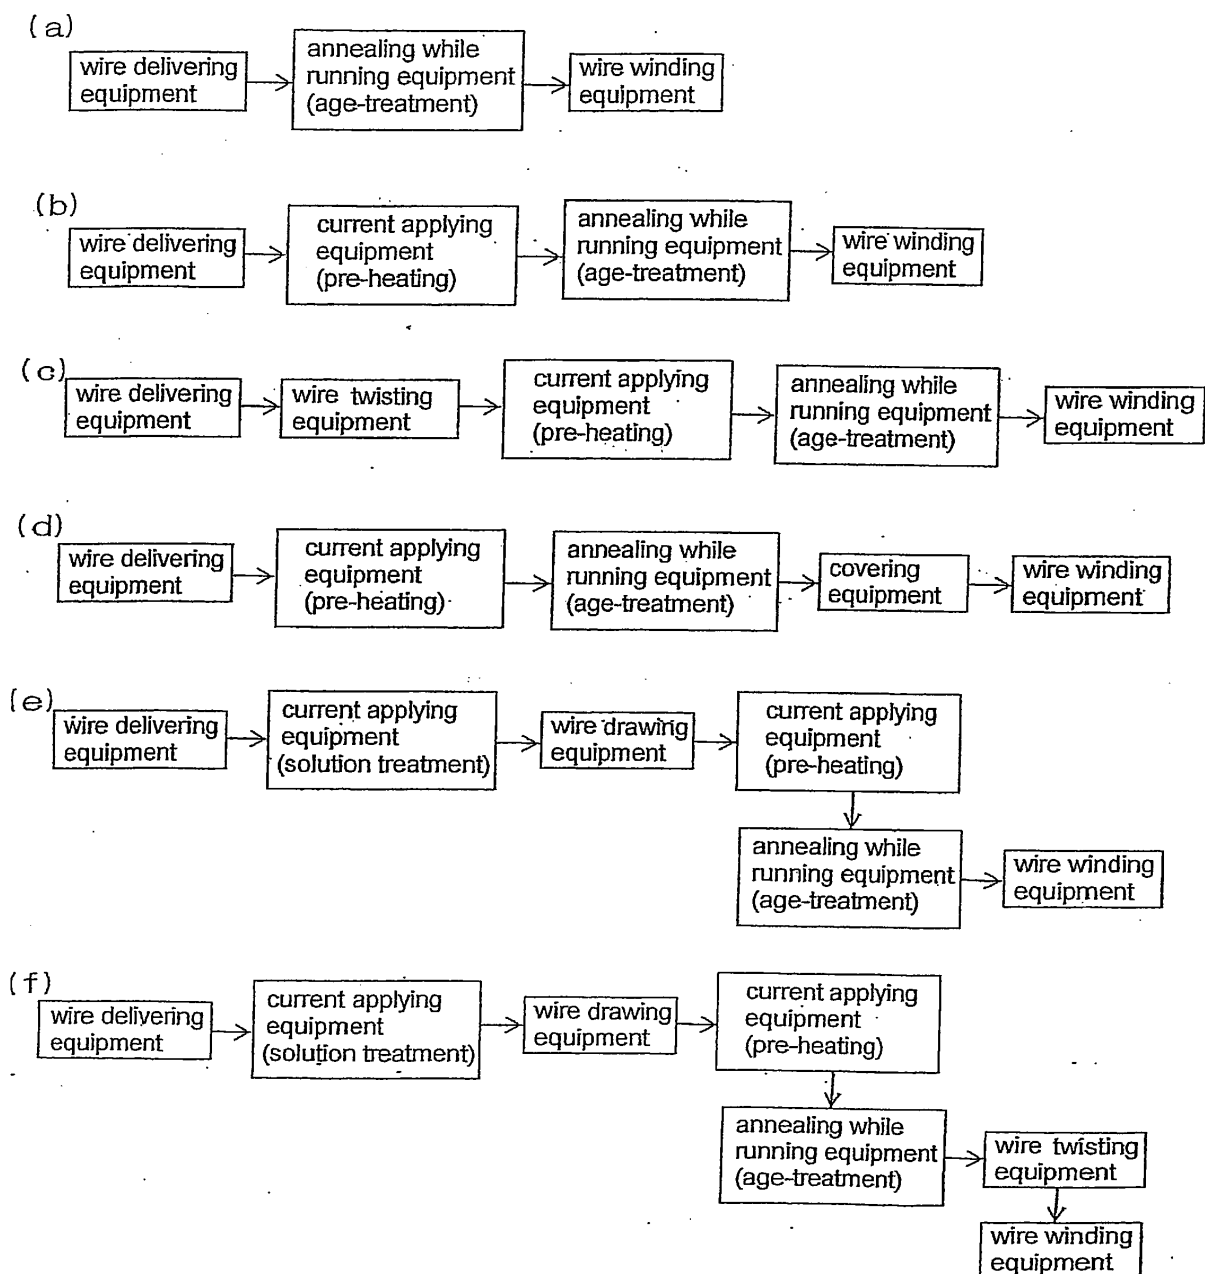 (a)
wire delivering
equipment
annealing while
running equipment
(age-treatment)
wire winding
equipment
(b)
wire delivering
equipment
current applying
equipment
(pre-heating)
annealing while
running equipment
(age-treatment)
wire winding
equipment
(c)
wire delivering
equipment
wire twisting
equipment
current applying
equipment
(pre-heating)
annealing while
running equipment
(age-treatment)
wire winding
equipment
(d)
wire delivering
equipment
current applying
equipment
(pre-heating)
annealing while
running equipment
(age-treatment)
covering
equipment
wire winding
equipment
(e)
wire delivering
equipment
current applying
equipment
(solution treatment)
wire drawing
equipment
current applying
equipment
(pre-heating)
annealing while
running equipment
(age-treatment)
wire winding
equipment
(f)
wire delivering
equipment
current applying
equipment
(solution treatment)
wire drawing
equipment
current applying
equipment
(pre-heating)
annealing while
running equipment
(age-treatment)
wire twisting
equipment
wire winding
equipment